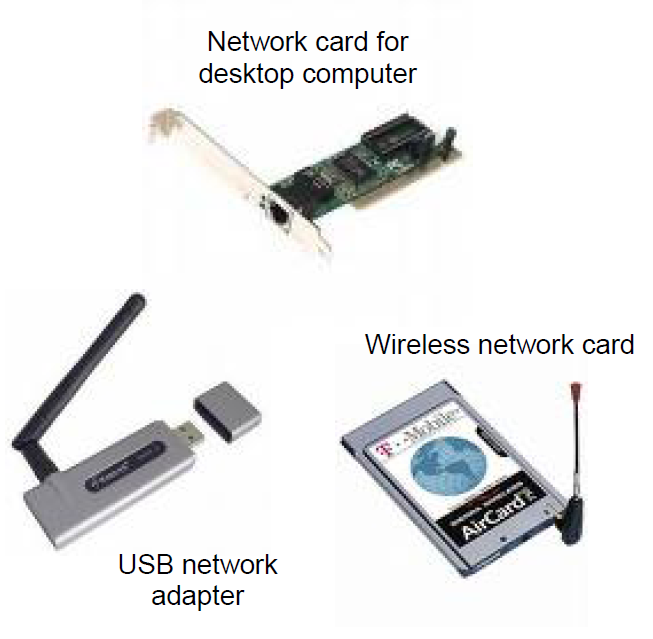 Network card for
desktop computer
Wireless network card
T··Mobile·
AirCard
USB network
adapter